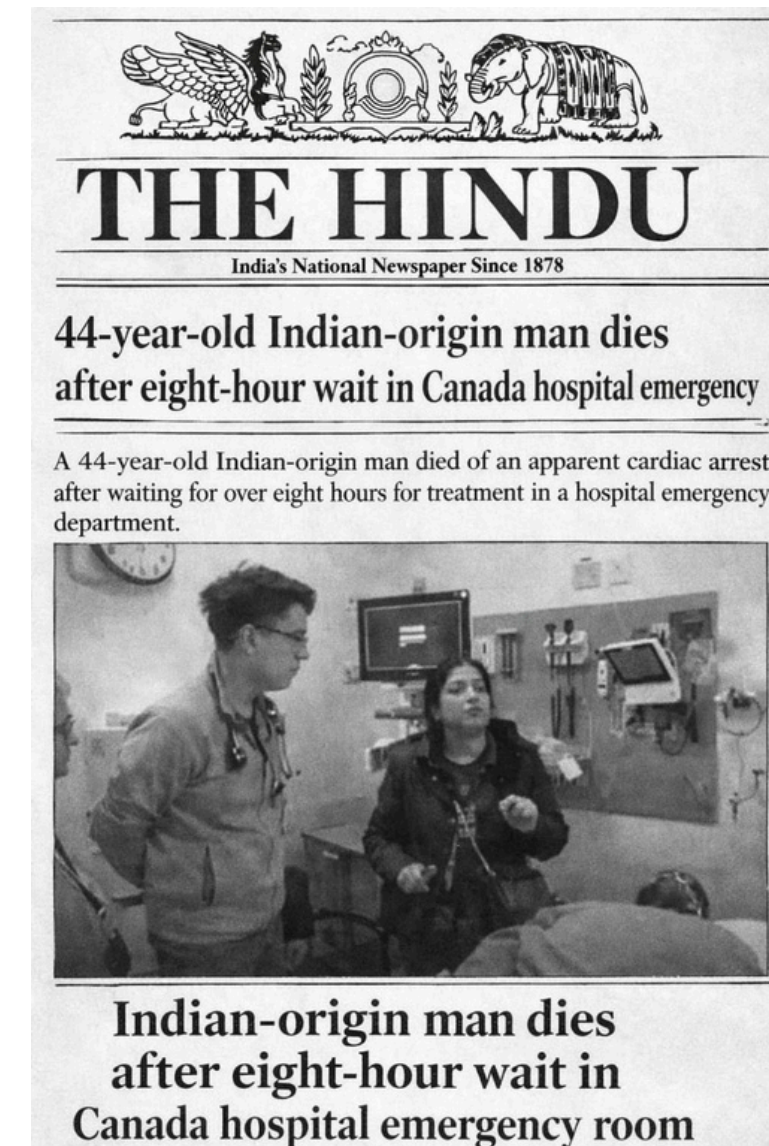 THE HINDU
India's National Newspaper Since 1878
44-year-old Indian-origin man dies
after eight-hour wait in Canada hospital emergency
A 44-year-old Indian-origin man died of an apparent cardiac arrest
after waiting for over eight hours for treatment in a hospital emergency
department.
Indian-origin man dies
after eight-hour wait in
Canada hospital emergency room